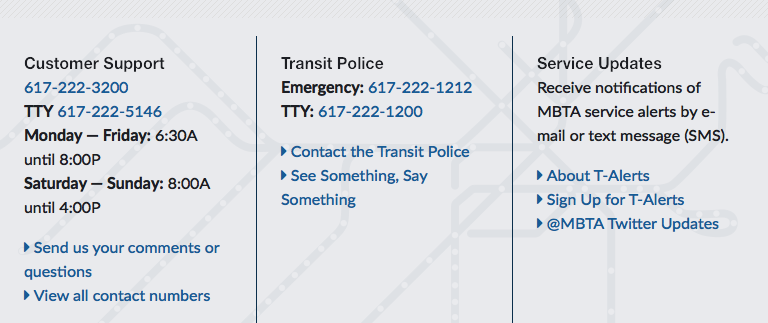 Customer Support
617-222-3200
TTY 617-222-5146
Monday — Friday: 6:30A
until 8:00P
Saturday — Sunday: 8:00A
until 4:00P
Send us your comments or
questions
View all contact numbers
Transit Police
Emergency: 617-222-1212
TTY: 617-222-1200
Contact the Transit Police
See Something, Say
Something
Service Updates
Receive notifications of
MBTA service alerts by e-
mail or text message (SMS).
About T-Alerts
Sign Up for T-Alerts
@MBTA Twitter Updates